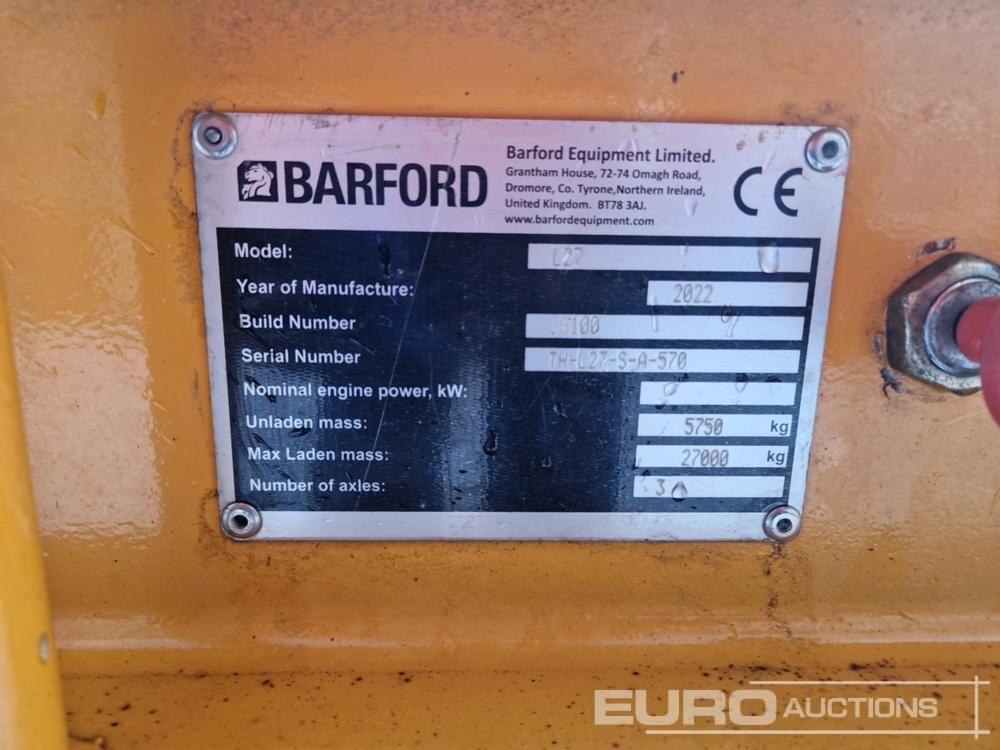 BARFORD
Barford Equipment Limited.
Grantham House, 72-74 Omagh Road,
Dromore, Co. Tyrone,Northern Ireland,
United Kingdom. BT78 3AJ.
www.barfordequipment.com
CE
Model: L27
Year of Manufacture: 2022
Build Number J6100
Serial Number TH-L27-S-A-570
Nominal engine power, kW:
Unladen mass: 5750 kg
Max Laden mass: 27000 kg
Number of axles: 3
EURO AUCTIONS